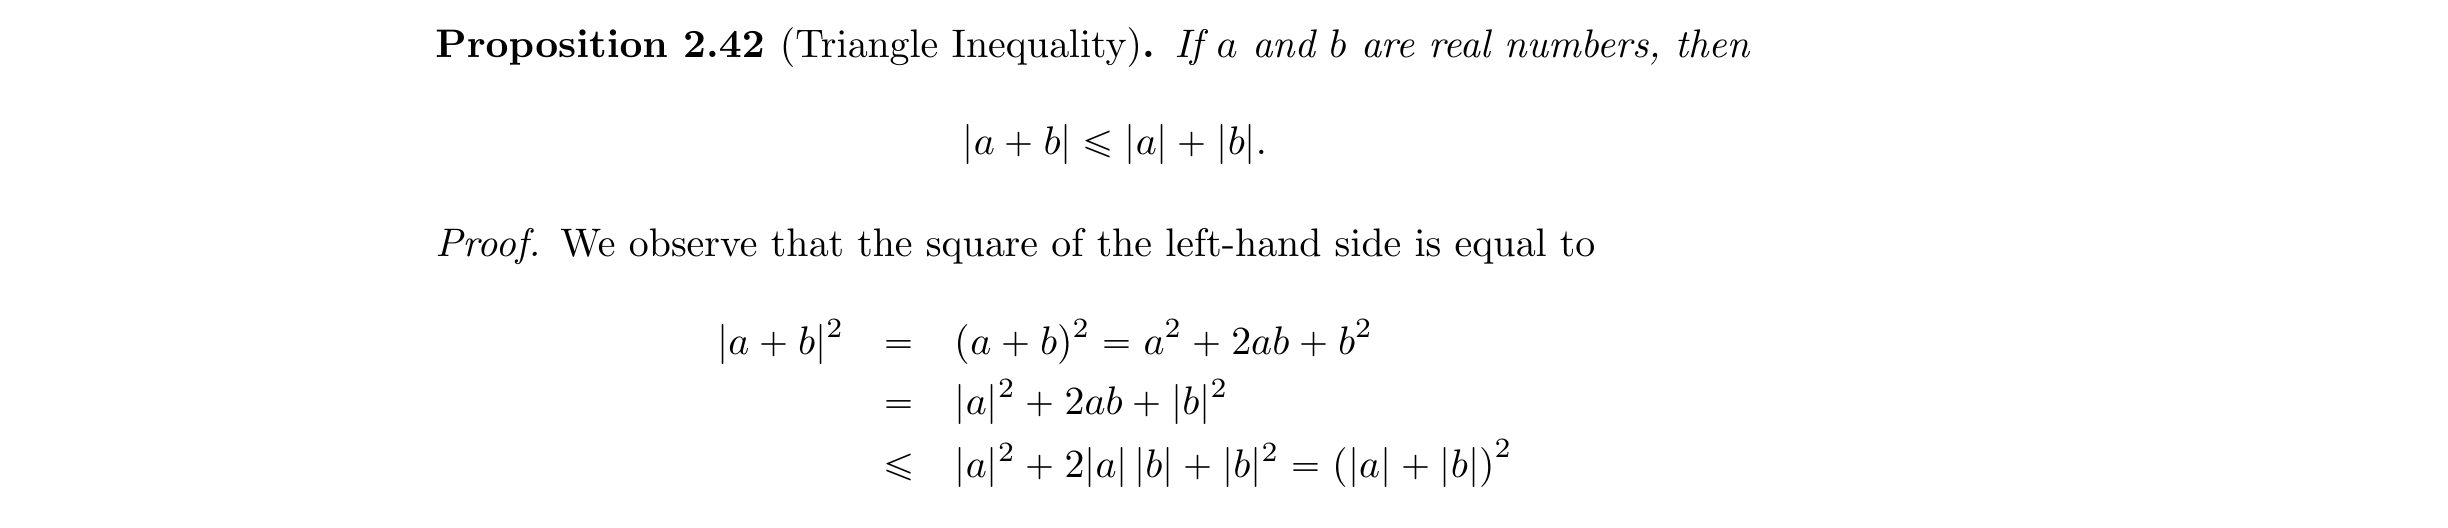 Proposition 2.42 (Triangle Inequality). If a and b are real numbers, then
|a + b| ⩽ |a| + |b|.
Proof. We observe that the square of the left-hand side is equal to
|a + b|² = (a + b)² = a² + 2ab + b²
= |a|² + 2ab + |b|²
⩽ |a|² + 2|a| |b| + |b|² = (|a| + |b|)²